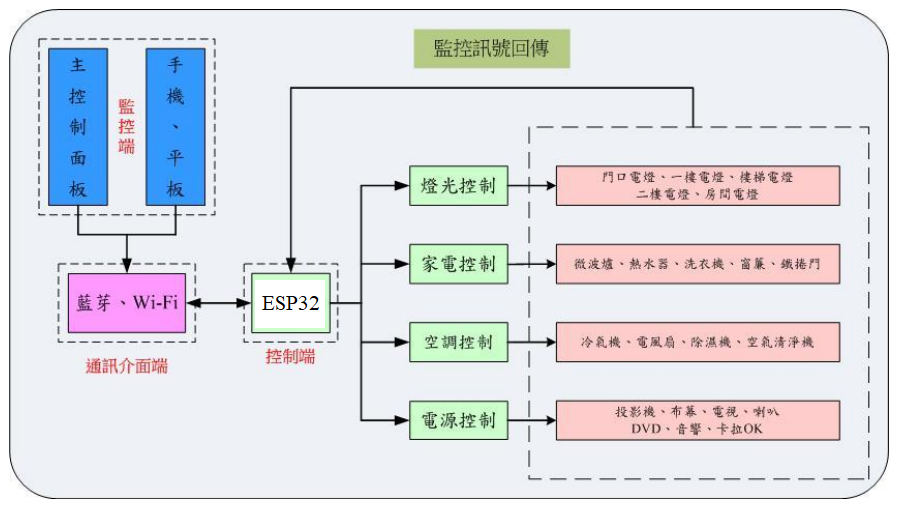 監控訊號回傳
主控制面板
監控端
手機、平板
藍芽、Wi-Fi
通訊介面端
ESP32
控制端
燈光控制
門口電燈、一樓電燈、樓梯電燈
二樓電燈、房間電燈
家電控制
微波爐、熱水器、洗衣機、窗簾、鐵捲門
空調控制
冷氣機、電風扇、除濕機、空氣清淨機
電源控制
投影機、布幕、電視、喇叭
DVD、音響、卡拉OK